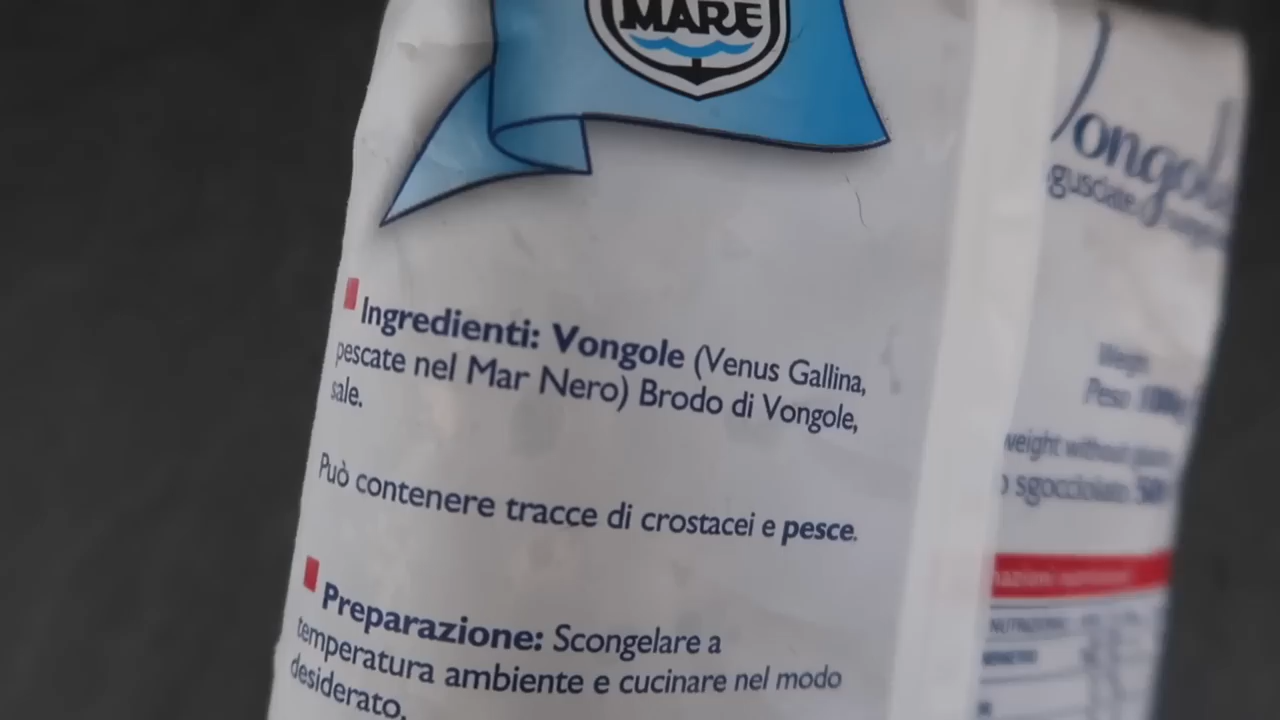 MARE
Ingredienti: Vongole (Venus Gallina,
pescate nel Mar Nero) Brodo di Vongole,
sale.
Può contenere tracce di crostacei e pesce.
Preparazione: Scongelare a
temperatura ambiente e cucinare nel modo
desiderato.
Vongole
sgusciate
Peso
weight without
sgocciolato